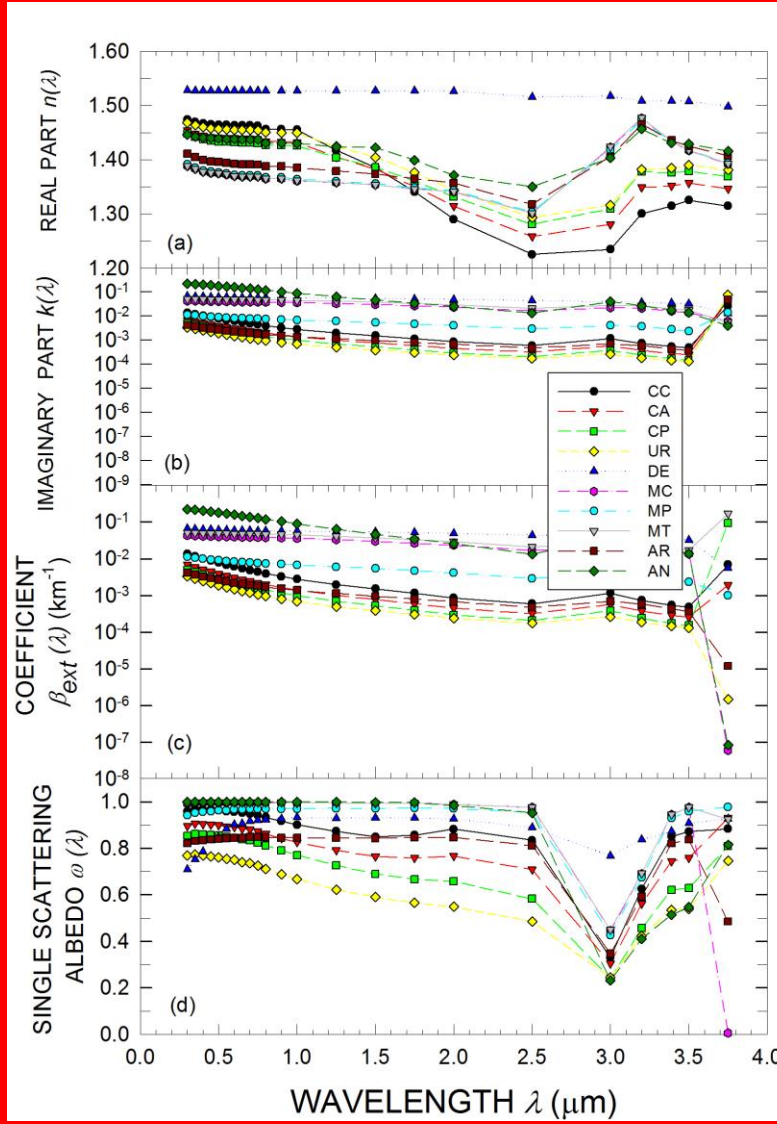 REAL PART n(λ)
1.60
1.50
1.40
1.30
1.20
(a)
IMAGINARY PART k(λ)
10-1
10-2
10-3
10-4
10-5
10-6
10-7
10-8
10-9
(b)
CC
CA
CP
UR
DE
MC
MP
MT
AR
AN
COEFFICIENT
βext (λ) (km-1)
10-1
10-2
10-3
10-4
10-5
10-6
10-7
10-8
(c)
SINGLE SCATTERING
ALBEDO ω(λ)
1.0
0.8
0.6
0.4
0.2
0.0
(d)
0.0 0.5 1.0 1.5 2.0 2.5 3.0 3.5 4.0
WAVELENGTH λ (μm)